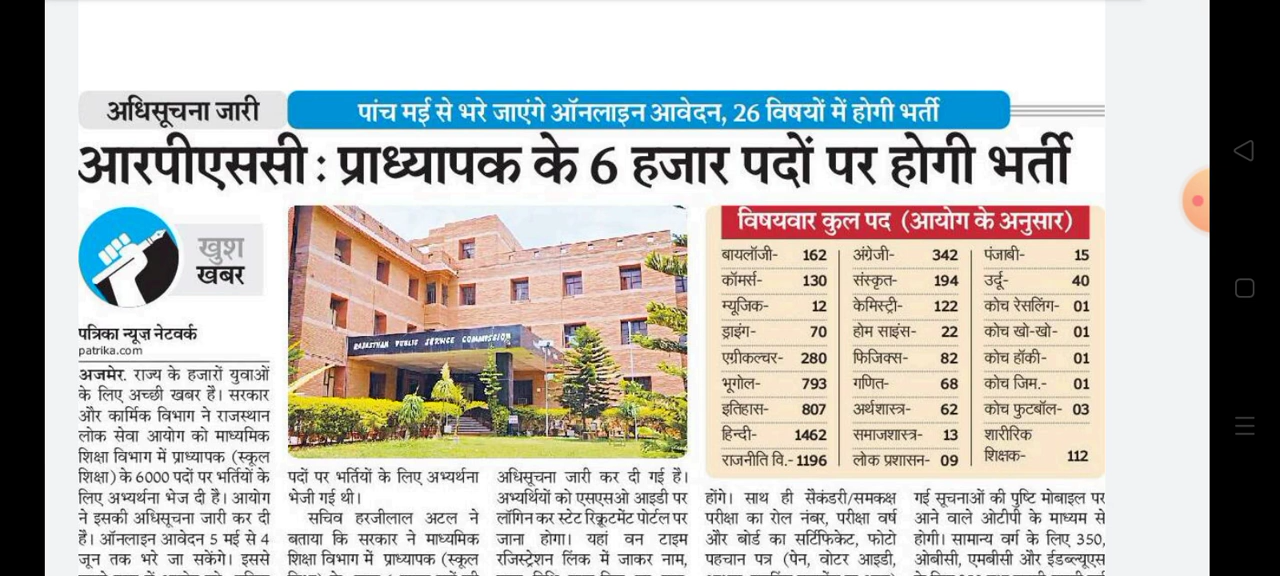 अधिसूचना जारी
पांच मई से भरे जाएंगे ऑनलाइन आवेदन, 26 विषयों में होगी भर्ती
आरपीएससी : प्राध्यापक के 6 हजार पदों पर होगी भर्ती
खुश
खबर
पत्रिका न्यूज नेटवर्क
patrika.com
अजमेर. राज्य के हजारों युवाओं
के लिए अच्छी खबर है। सरकार
और कार्मिक विभाग ने राजस्थान
लोक सेवा आयोग को माध्यमिक
शिक्षा विभाग में प्राध्यापक (स्कूल
शिक्षा) के 6000 पदों पर भर्तियों के
लिए अभ्यर्थना भेज दी है। आयोग
ने इसकी अधिसूचना जारी कर दी
है। ऑनलाइन आवेदन 5 मई से 4
जून तक भरे जा सकेंगे। इससे
RAJASTHAN PUBLIC SERVICE COMMISSION
पदों पर भर्तियों के लिए अभ्यर्थना
भेजी गई थी।
सचिव हरजीलाल अटल ने
बताया कि सरकार ने माध्यमिक
शिक्षा विभाग में प्राध्यापक (स्कूल
अधिसूचना जारी कर दी गई है।
अभ्यर्थियों को एसएसओ आइडी पर
लॉगिन कर स्टेट रिक्रूटमेंट पोर्टल पर
जाना होगा। यहां वन टाइम
रजिस्ट्रेशन लिंक में जाकर नाम,
विषयवार कुल पद (आयोग के अनुसार)
बायलॉजी- 162
कॉमर्स- 130
म्यूजिक- 12
ड्राइंग- 70
एग्रीकल्चर- 280
भूगोल- 793
इतिहास- 807
हिन्दी- 1462
राजनीति वि.- 1196
अंग्रेजी- 342
संस्कृत- 194
केमिस्ट्री- 122
होम साइंस- 22
फिजिक्स- 82
गणित- 68
अर्थशास्त्र- 62
समाजशास्त्र- 13
लोक प्रशासन- 09
पंजाबी- 15
उर्दू- 40
कोच रेसलिंग- 01
कोच खो-खो- 01
कोच हॉकी- 01
कोच जिम.- 01
कोच फुटबॉल- 03
शारीरिक
शिक्षक- 112
होंगे। साथ ही सैकंडरी/समकक्ष
परीक्षा का रोल नंबर, परीक्षा वर्ष
और बोर्ड का सर्टिफिकेट, फोटो
पहचान पत्र (पेन, वोटर आइडी,
गई सूचनाओं की पुष्टि मोबाइल पर
आने वाले ओटीपी के माध्यम से
होगी। सामान्य वर्ग के लिए 350,
ओबीसी, एमबीसी और ईडब्ल्यूएस